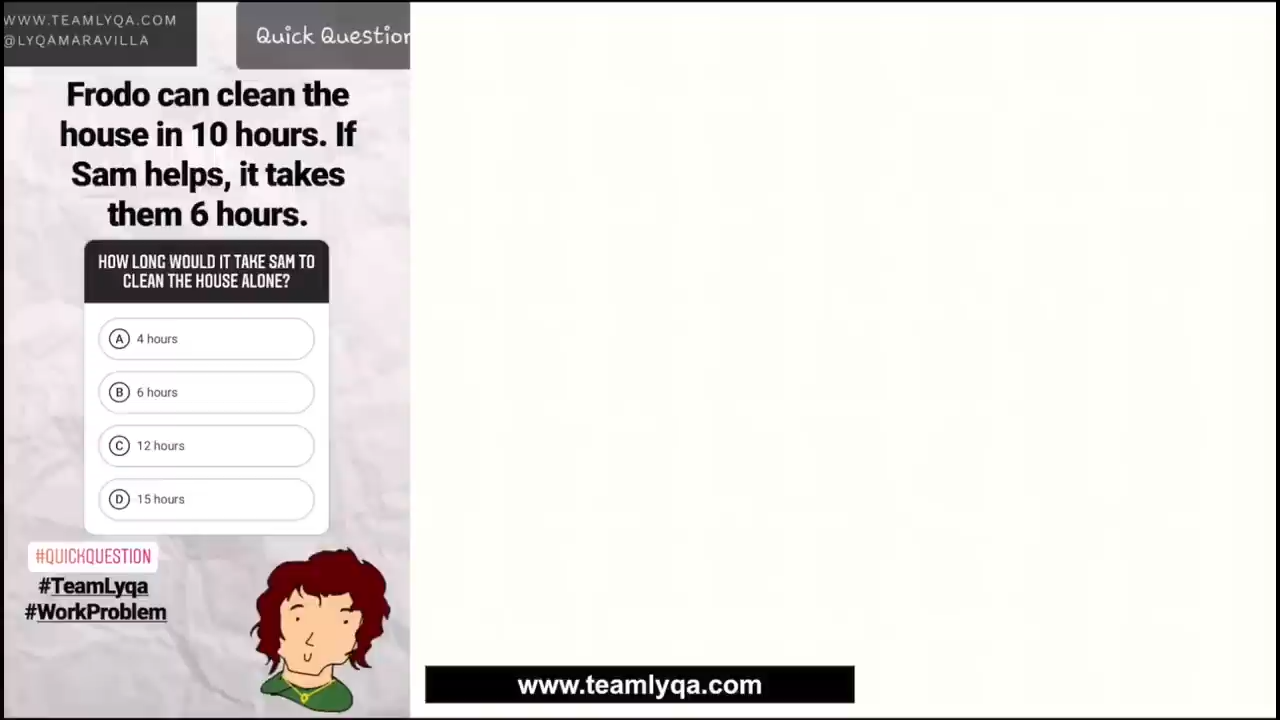 WWW.TEAMLYQA.COM
@LYQAMARAVILLA
Quick Question
Frodo can clean the
house in 10 hours. If
Sam helps, it takes
them 6 hours.
HOW LONG WOULD IT TAKE SAM TO
CLEAN THE HOUSE ALONE?
A 4 hours
B 6 hours
C 12 hours
D 15 hours
#QUICKQUESTION
#TeamLyqa
#WorkProblem
www.teamlyqa.com